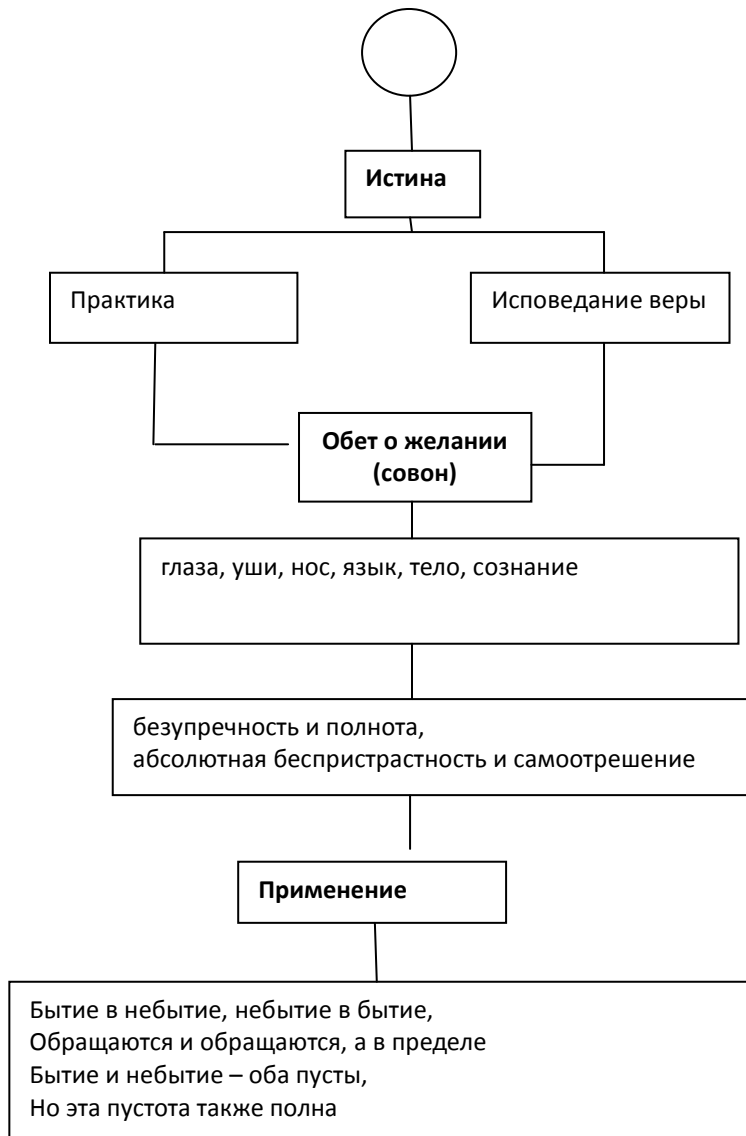 Истина
Практика
Исповедание веры
Обет о желании
(совон)
глаза, уши, нос, язык, тело, сознание
безупречность и полнота,
абсолютная беспристрастность и самоотрешение
Применение
Бытие в небытие, небытие в бытие,
Обращаются и обращаются, а в пределе
Бытие и небытие – оба пусты,
Но эта пустота также полна